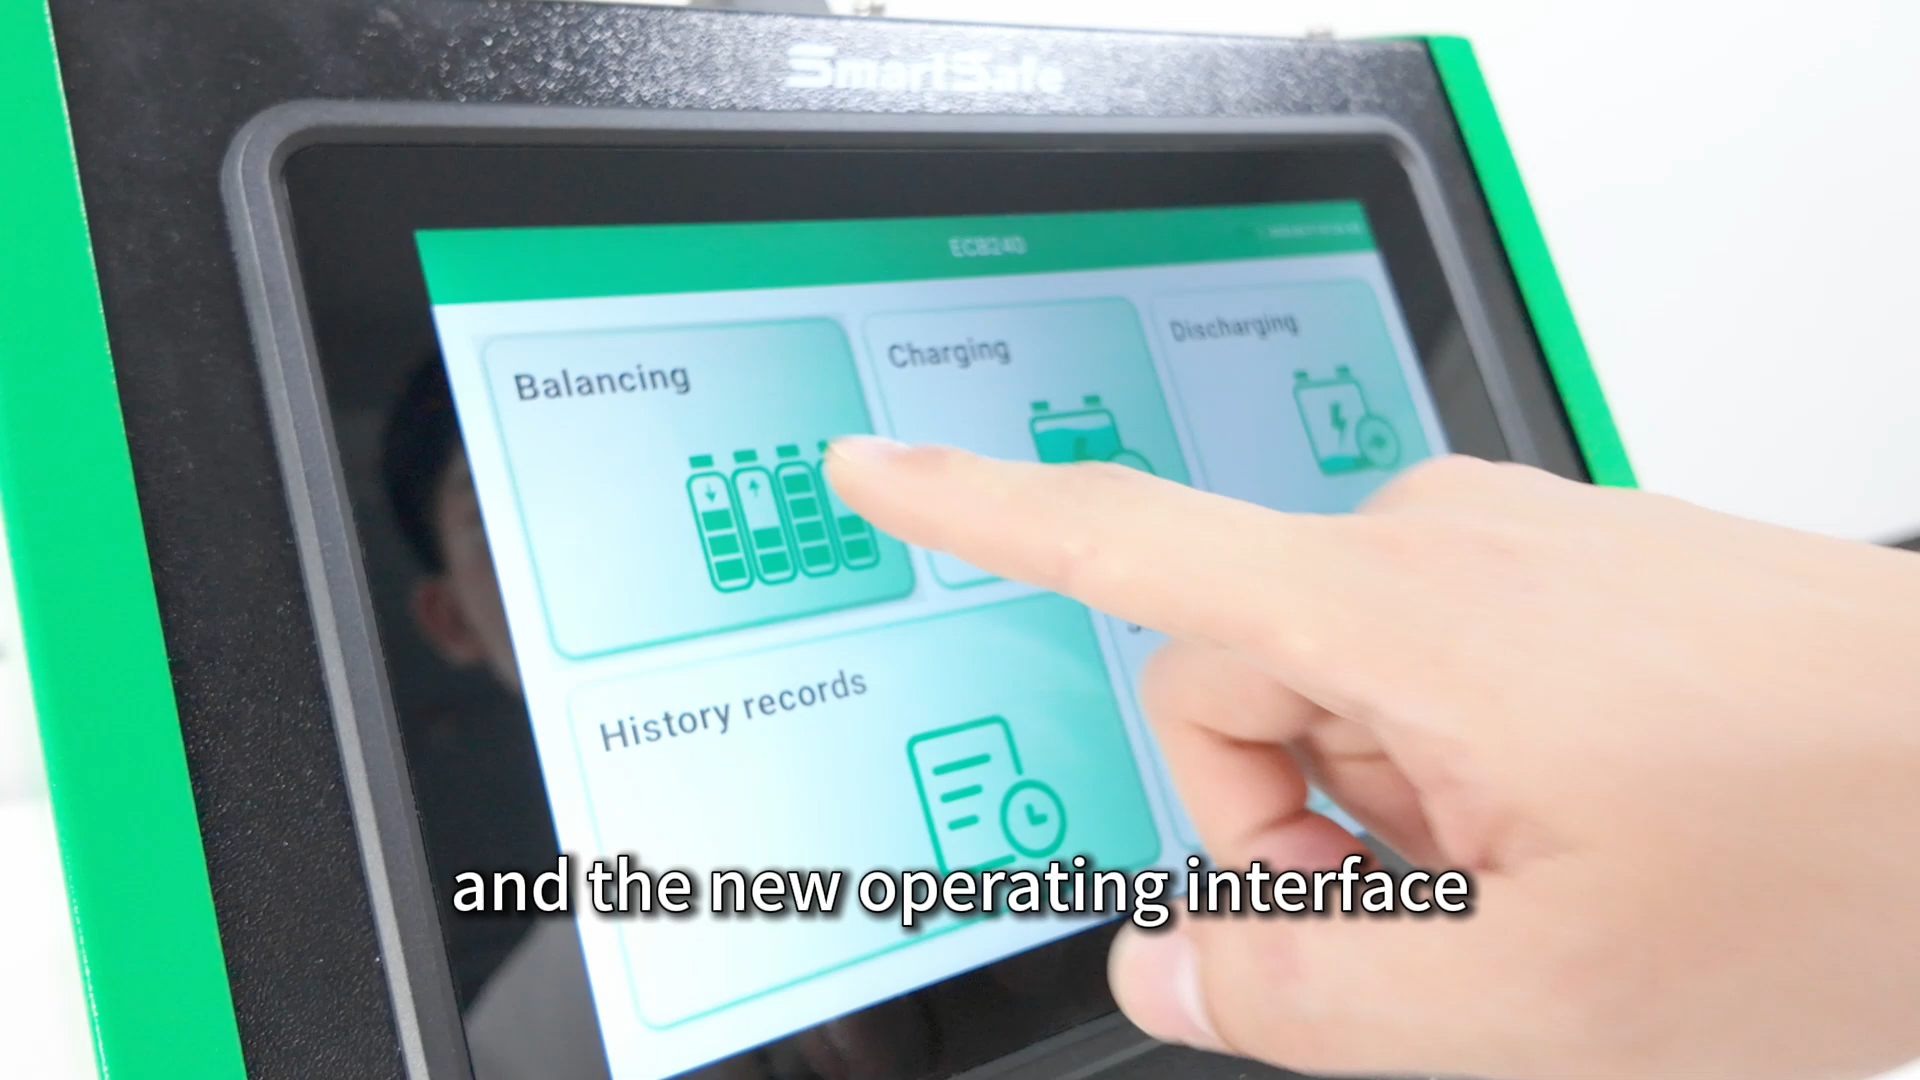 SmartSafe
ECB240
Balancing
Charging
Discharging
History records
and the new operating interface